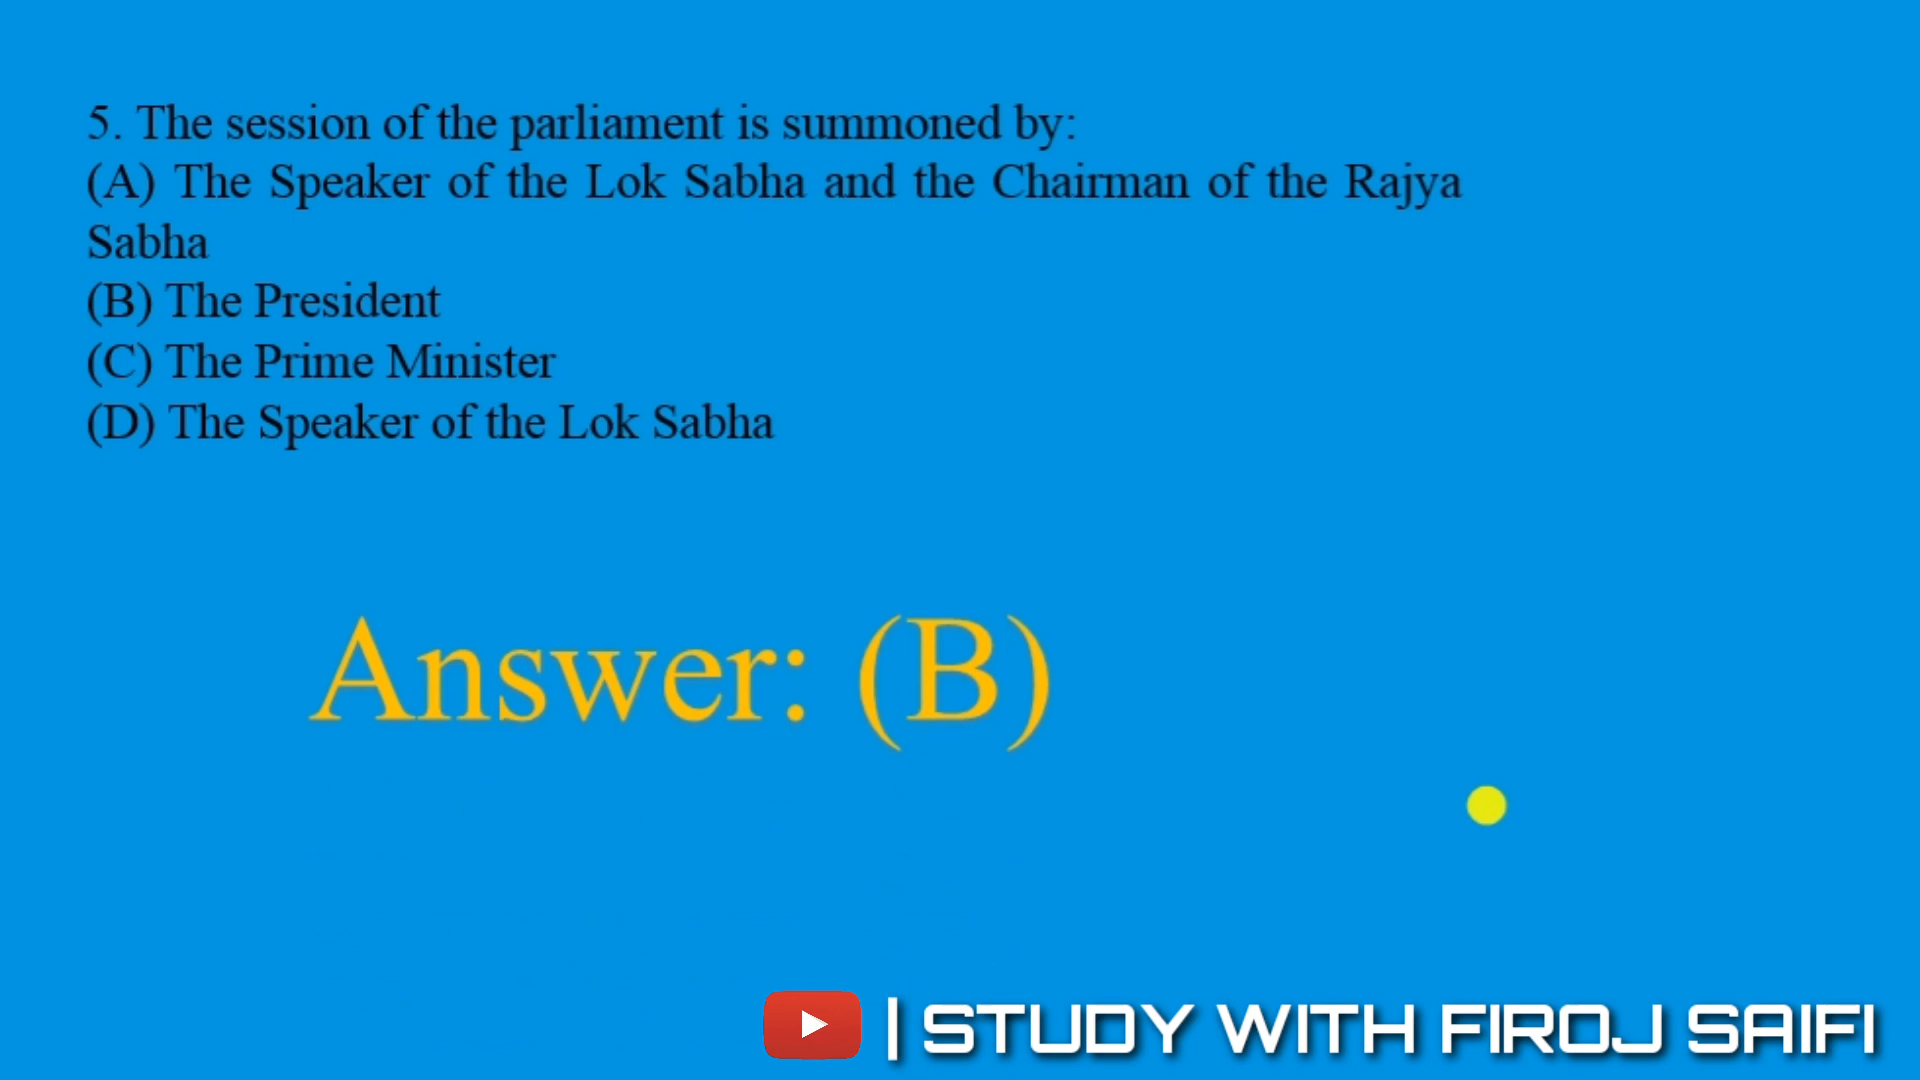 5. The session of the parliament is summoned by:
(A) The Speaker of the Lok Sabha and the Chairman of the Rajya
Sabha
(B) The President
(C) The Prime Minister
(D) The Speaker of the Lok Sabha
Answer: (B)
| STUDY WITH FIROJ SAIFI